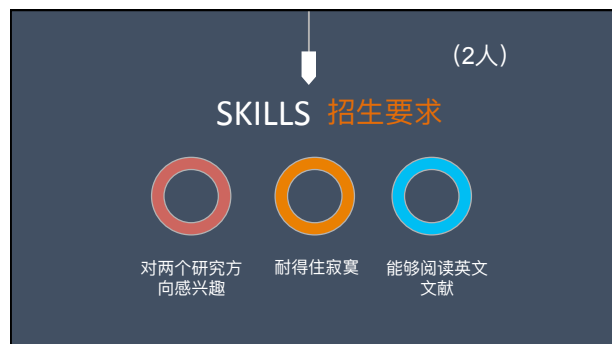 （2人）
SKILLS 招生要求
对两个研究方
向感兴趣
耐得住寂寞
能够阅读英文
文献